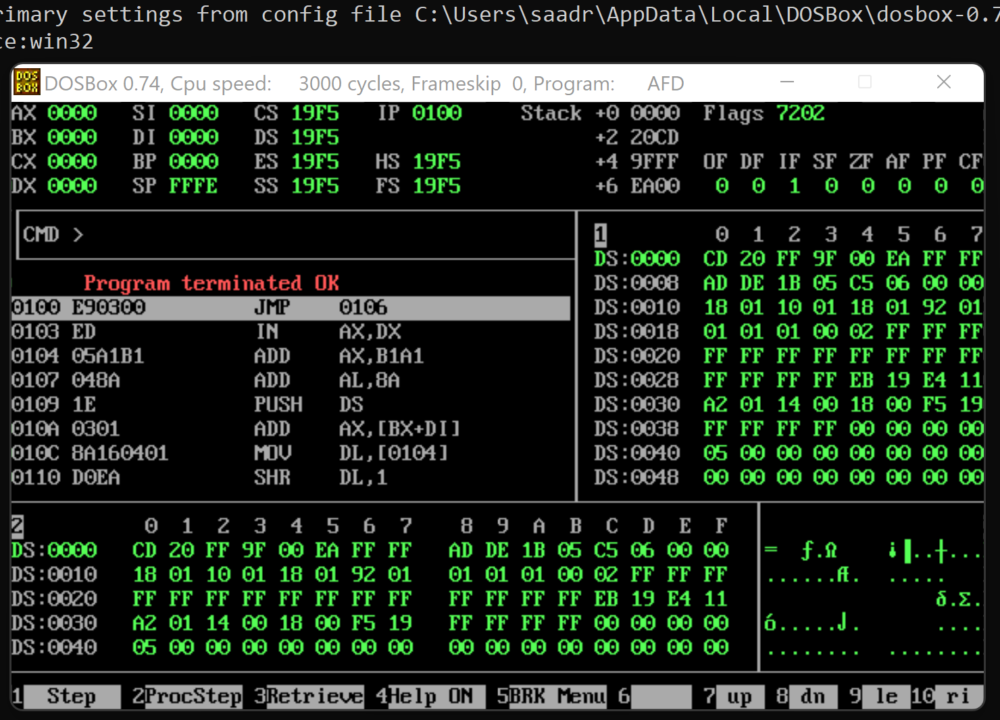 rimary settings from config file C:\Users\saadr\AppData\Local\DOSBox\dosbox-0.7
ce:win32
DOS BOX DOSBox 0.74, Cpu speed: 3000 cycles, Frameskip 0, Program: AFD
AX 0000 SI 0000 CS 19F5 IP 0100 Stack +0 0000 Flags 7202
BX 0000 DI 0000 DS 19F5 +2 20CD
CX 0000 BP 0000 ES 19F5 HS 19F5 +4 9FFF OF DF IF SF ZF AF PF CF
DX 0000 SP FFFE SS 19F5 FS 19F5 +6 EA00 0 0 1 0 0 0 0 0
CMD > 1 0 1 2 3 4 5 6 7
DS:0000 CD 20 FF 9F 00 EA FF FF
Program terminated OK DS:0008 AD DE 1B 05 C5 06 00 00
0100 E90300 JMP 0106 DS:0010 18 01 10 01 18 01 92 01
0103 ED IN AX,DX DS:0018 01 01 01 00 02 FF FF FF
0104 05A1B1 ADD AX,B1A1 DS:0020 FF FF FF FF FF FF FF FF
0107 048A ADD AL,8A DS:0028 FF FF FF FF EB 19 E4 11
0109 1E PUSH DS DS:0030 A2 01 14 00 18 00 F5 19
010A 0301 ADD AX,[BX+DI] DS:0038 FF FF FF FF 00 00 00 00
010C 8A160401 MOV DL,[0104] DS:0040 05 00 00 00 00 00 00 00
0110 D0EA SHR DL,1 DS:0048 00 00 00 00 00 00 00 00
2 0 1 2 3 4 5 6 7 8 9 A B C D E F
DS:0000 CD 20 FF 9F 00 EA FF FF AD DE 1B 05 C5 06 00 00 = ƒ.Ω ¡▐..┼...
DS:0010 18 01 10 01 18 01 92 01 01 01 01 00 02 FF FF FF ......Æ. .....
DS:0020 FF FF FF FF FF FF FF FF FF FF FF FF EB 19 E4 11 δ.Σ.
DS:0030 A2 01 14 00 18 00 F5 19 FF FF FF FF 00 00 00 00 ó.....⌡. ....
DS:0040 05 00 00 00 00 00 00 00 00 00 00 00 00 00 00 00 ........ ........
1 Step 2 ProcStep 3 Retrieve 4 Help ON 5 BRK Menu 6 7 up 8 dn 9 le 10 ri